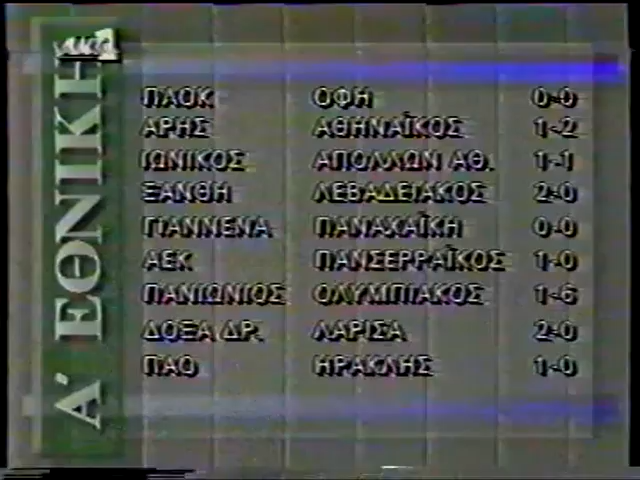 Α' ΕΘΝΙΚΗ
ΠΑΟΚ ΟΦΗ 0-0
ΑΡΗΣ ΑΘΗΝΑΪΚΟΣ 1-2
ΙΩΝΙΚΟΣ ΑΠΟΛΛΩΝ ΑΘ. 1-1
ΞΑΝΘΗ ΛΕΒΑΔΕΙΑΚΟΣ 2-0
ΓΙΑΝΝΕΝΑ ΠΑΝΑΧΑΪΚΗ 0-0
ΑΕΚ ΠΑΝΣΕΡΡΑΪΚΟΣ 1-0
ΠΑΝΙΩΝΙΟΣ ΟΛΥΜΠΙΑΚΟΣ 1-6
ΔΟΞΑ ΔΡ. ΛΑΡΙΣΑ 2-0
ΠΑΟ ΗΡΑΚΛΗΣ 1-0